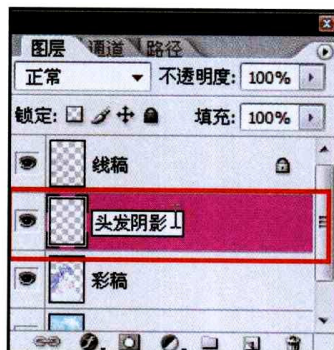 图层 通道 路径
正常 不透明度: 100%
锁定: 填充: 100%
线稿
头发阴影
彩稿